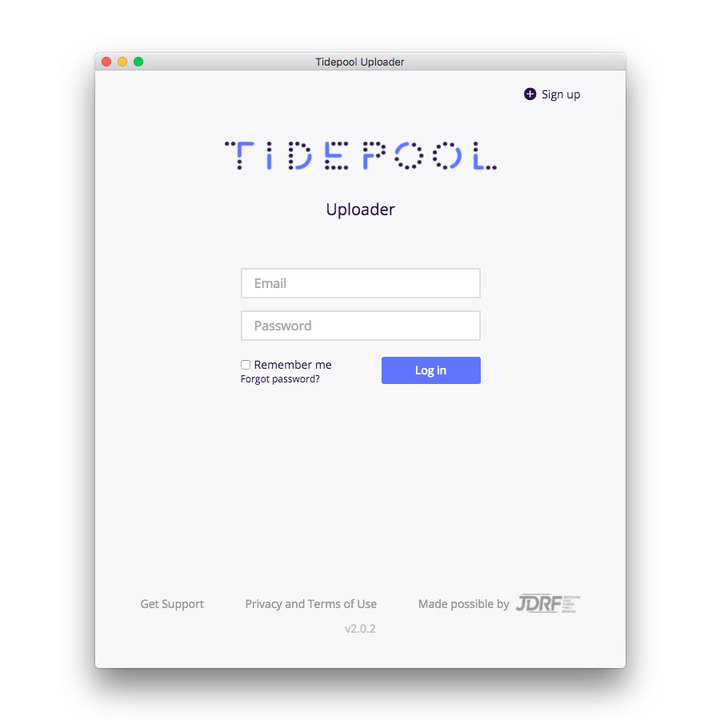 Tidepool Uploader
Sign up
TIDEPOOL
Uploader
Email
Password
Remember me
Forgot password?
Log in
Get Support
Privacy and Terms of Use
Made possible by JDRF
v2.0.2